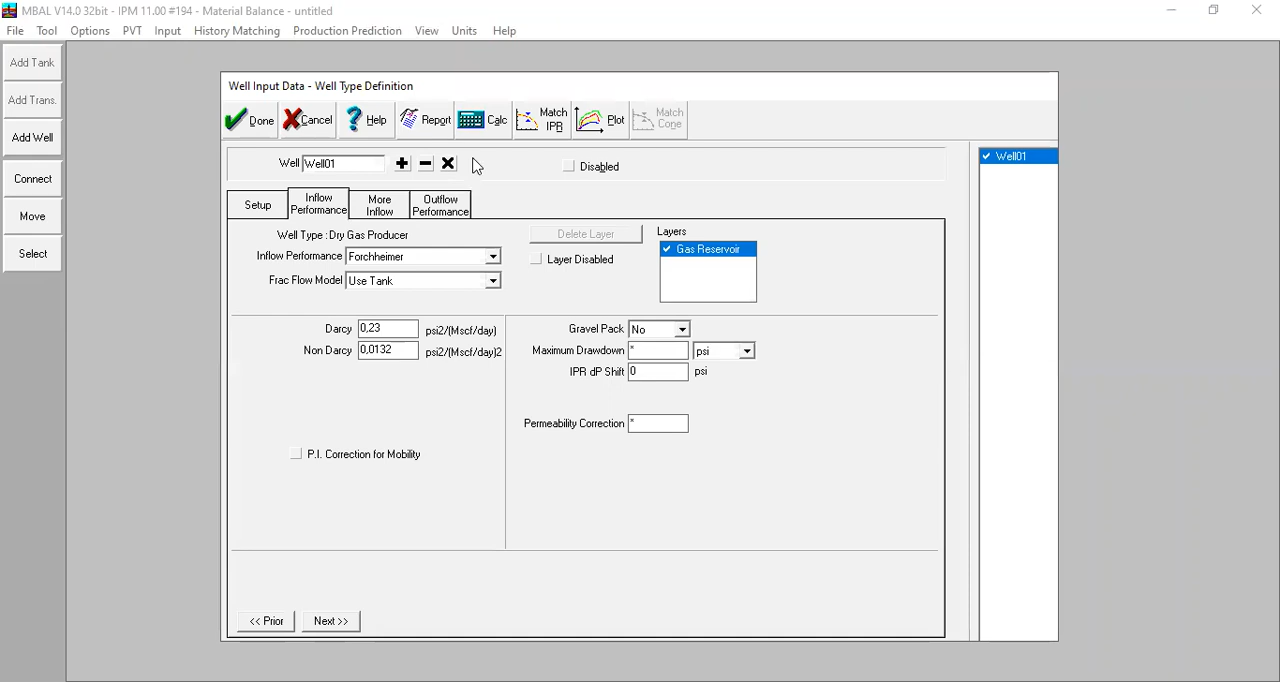 MBAL V14.0 32bit - IPM 11.00 #194 - Material Balance - untitled
File Tool Options PVT Input History Matching Production Prediction View Units Help
Add Tank
Add Trans.
Add Well
Connect
Move
Select
Well Input Data - Well Type Definition
Done Cancel Help Report Calc Match IPR Plot Match Cone
Well Well01 Disabled
Well01
Setup Inflow Performance More Inflow Outflow Performance
Well Type :Dry Gas Producer
Inflow Performance Forchheimer
Frac Flow Model Use Tank
Delete Layer
Layer Disabled
Layers
Gas Reservoir
Darcy 0,23 psi2/(Mscf/day)
Non Darcy 0,0132 psi2/(Mscf/day)2
P.I. Correction for Mobility
Gravel Pack No
Maximum Drawdown * psi
IPR dP Shift 0 psi
Permeability Correction *
<< Prior Next >>